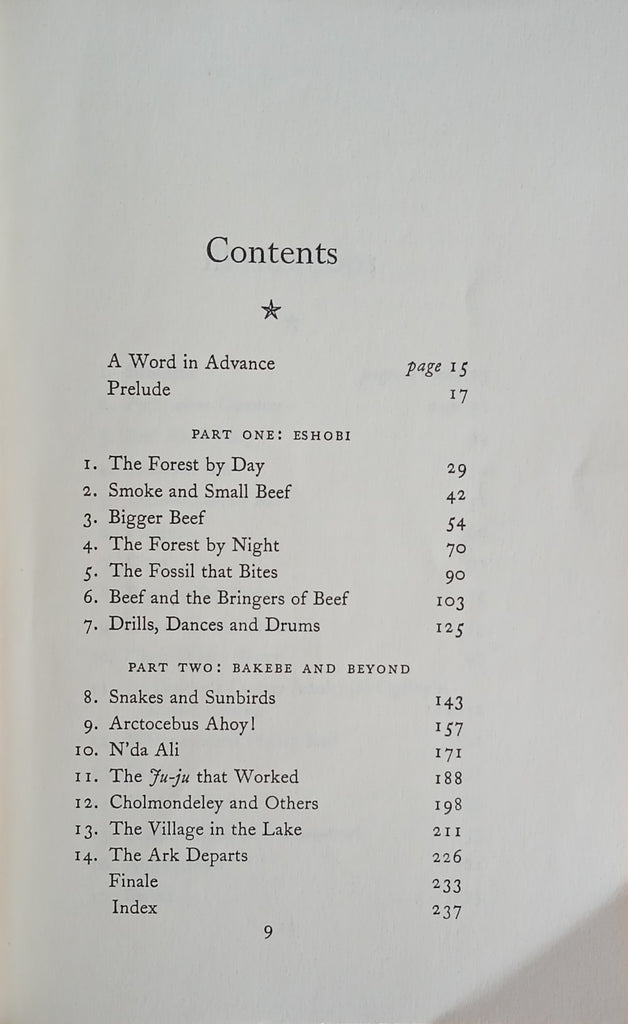 Contents
A Word in Advance page 15
Prelude 17
PART ONE: ESHOBI
1. The Forest by Day 29
2. Smoke and Small Beef 42
3. Bigger Beef 54
4. The Forest by Night 70
5. The Fossil that Bites 90
6. Beef and the Bringers of Beef 103
7. Drills, Dances and Drums 125
PART TWO: BAKEBE AND BEYOND
8. Snakes and Sunbirds 143
9. Arctocebus Ahoy! 157
10. N'da Ali 171
11. The Ju-ju that Worked 188
12. Cholmondeley and Others 198
13. The Village in the Lake 211
14. The Ark Departs 226
Finale 233
Index 237
9